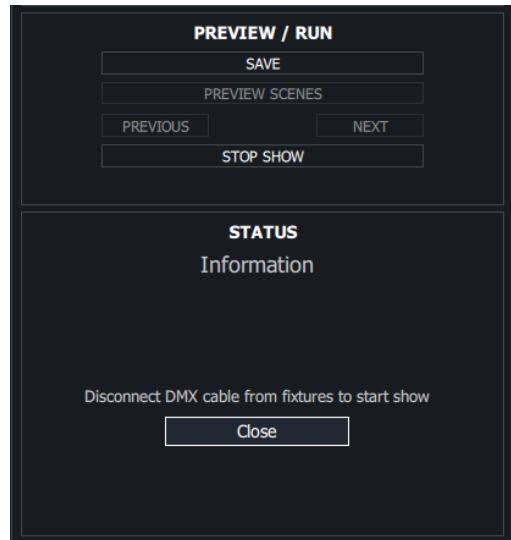 PREVIEW / RUN
SAVE
PREVIEW SCENES
PREVIOUS NEXT
STOP SHOW
STATUS
Information
Disconnect DMX cable from fixtures to start show
Close